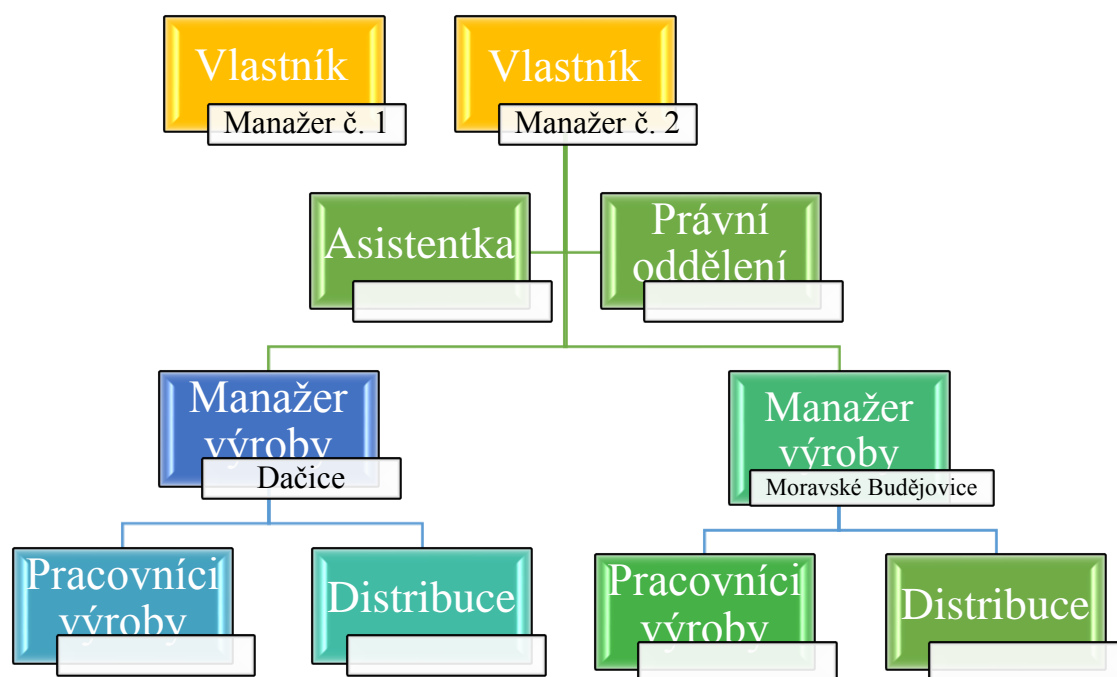 Vlastník
Manažer č. 1
Vlastník
Manažer č. 2
Asistentka
Právní
oddělení
Manažer
výroby
Dačice
Manažer
výroby
Moravské Budějovice
Pracovníci
výroby
Distribuce
Pracovníci
výroby
Distribuce